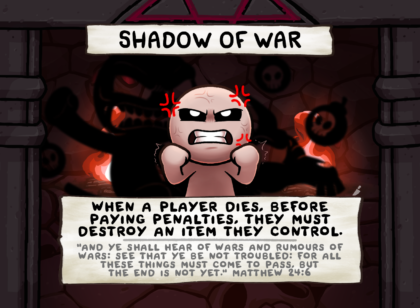 SHADOW OF WAR
WHEN A PLAYER DIES, BEFORE
PAYING PENALTIES, THEY MUST
DESTROY AN ITEM THEY CONTROL.
"AND YE SHALL HEAR OF WARS AND RUMOURS OF
WARS: SEE THAT YE BE NOT TROUBLED: FOR ALL
THESE THINGS MUST COME TO PASS, BUT
THE END IS NOT YET." MATTHEW 24:6